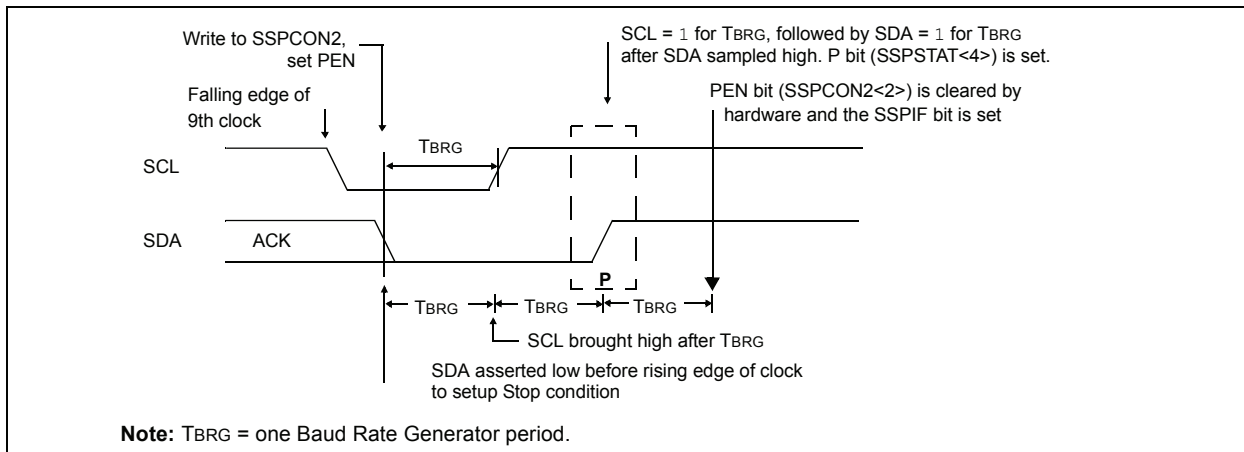 Write to SSPCON2,
set PEN
SCL = 1 for TBRG, followed by SDA = 1 for TBRG
after SDA sampled high. P bit (SSPSTAT<4>) is set.
Falling edge of
9th clock
PEN bit (SSPCON2<2>) is cleared by
hardware and the SSPIF bit is set
TBRG
SCL
SDA
ACK
P
TBRG
TBRG
TBRG
SCL brought high after TBRG
SDA asserted low before rising edge of clock
to setup Stop condition
Note: TBRG = one Baud Rate Generator period.